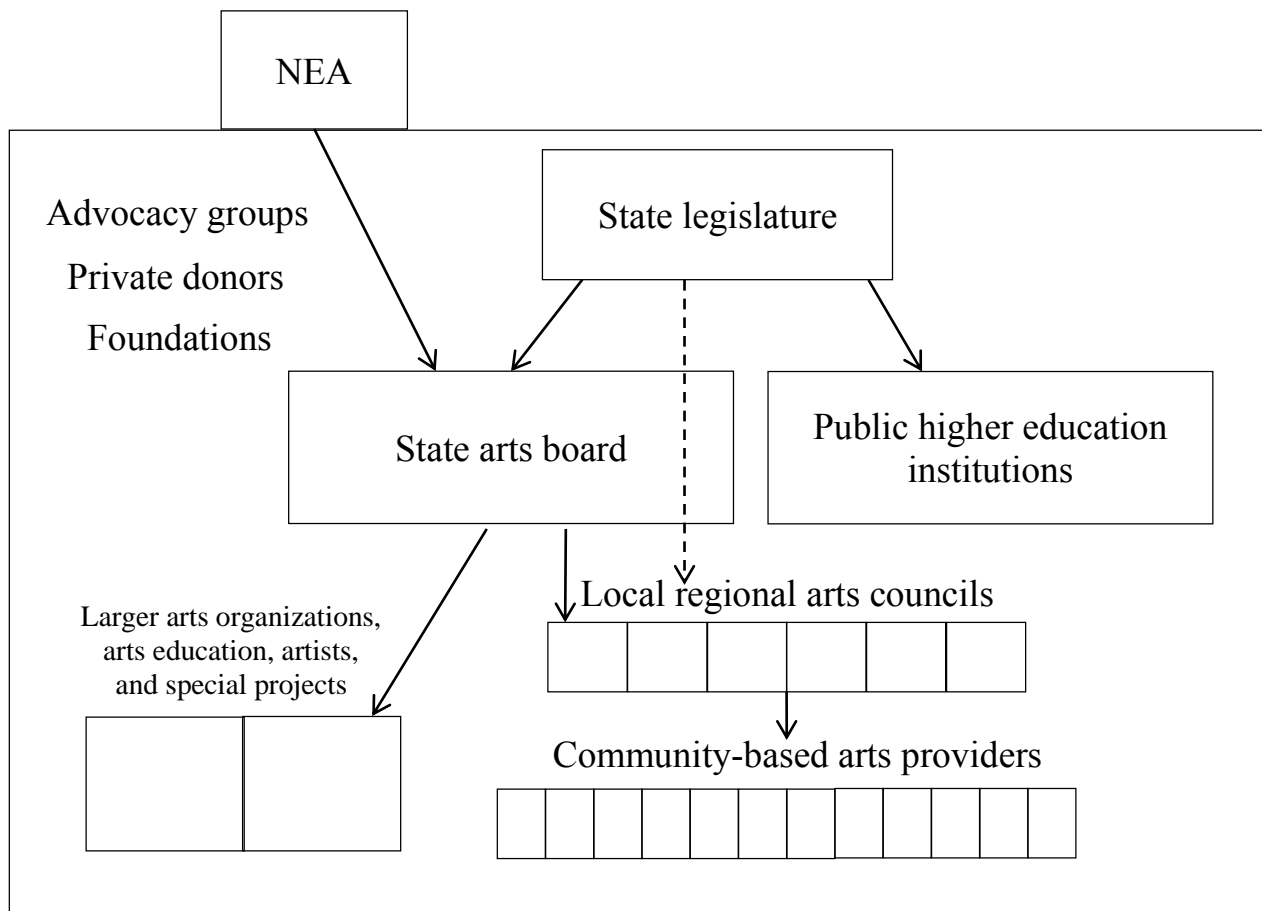 NEA
State legislature
Advocacy groups
Private donors
Foundations
State arts board
Public higher education
institutions
Local regional arts councils
Larger arts organizations,
arts education, artists,
and special projects
Community-based arts providers